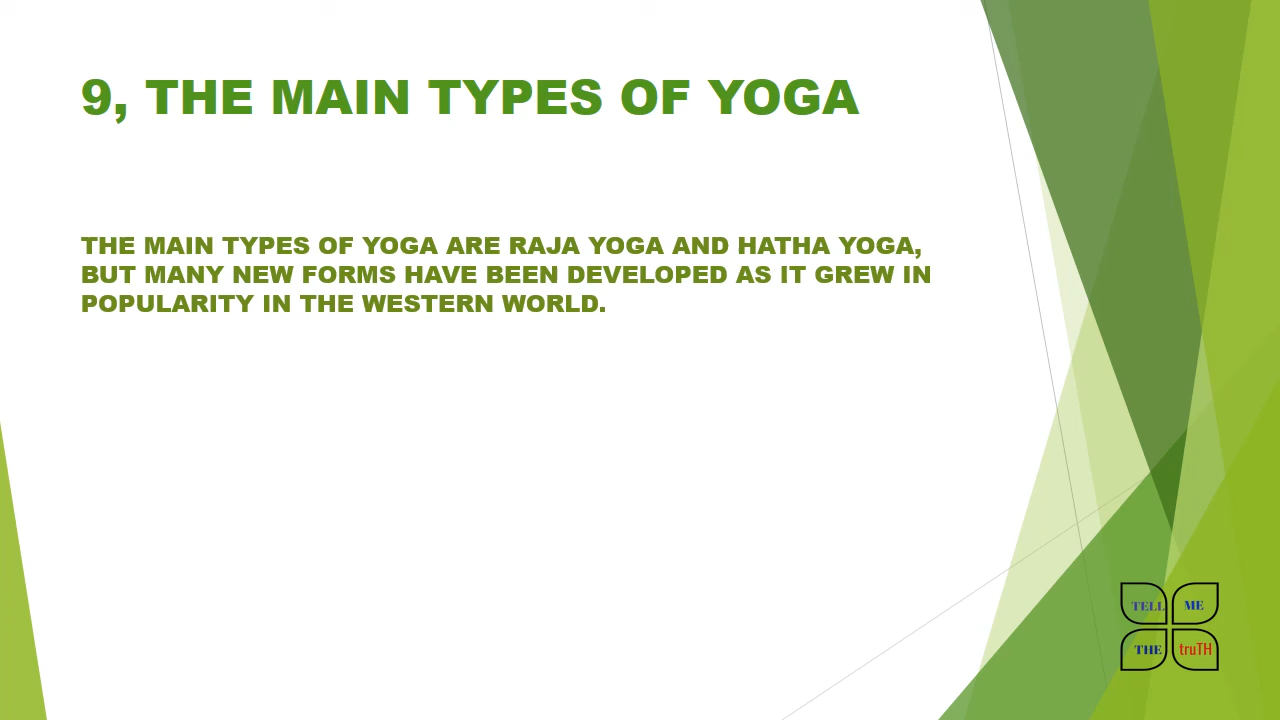 9, THE MAIN TYPES OF YOGA
THE MAIN TYPES OF YOGA ARE RAJA YOGA AND HATHA YOGA,
BUT MANY NEW FORMS HAVE BEEN DEVELOPED AS IT GREW IN
POPULARITY IN THE WESTERN WORLD.
TELL ME
THE truTH